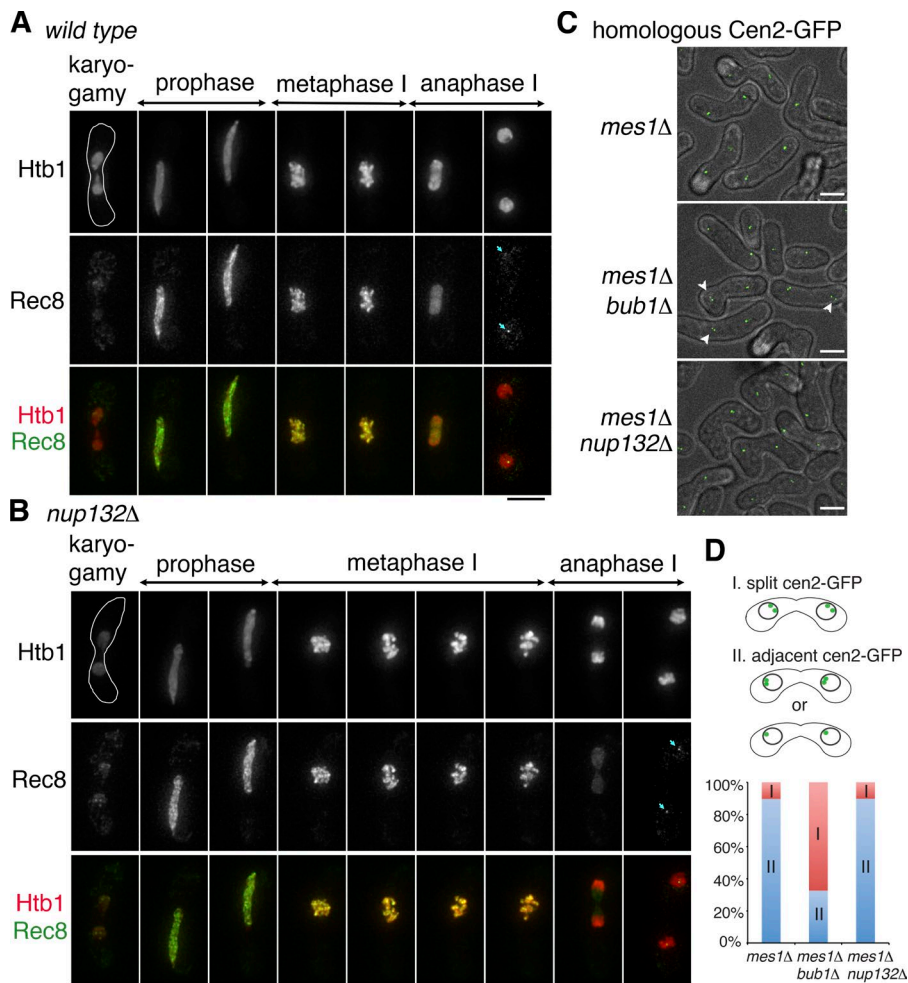 A
wild type
karyo-
gamy
prophase
metaphase I
anaphase I
Htb1
Rec8
Htb1
Rec8
B
nup132Δ
karyo-
gamy
prophase
metaphase I
anaphase I
Htb1
Rec8
Htb1
Rec8
C
homologous Cen2-GFP
mes1Δ
mes1Δ
bub1Δ
mes1Δ
nup132Δ
D
I. split cen2-GFP
II. adjacent cen2-GFP
or
100%
80%
60%
40%
20%
0%
I
II
I
II
I
II
mes1Δ
mes1Δ
bub1Δ
mes1Δ
nup132Δ